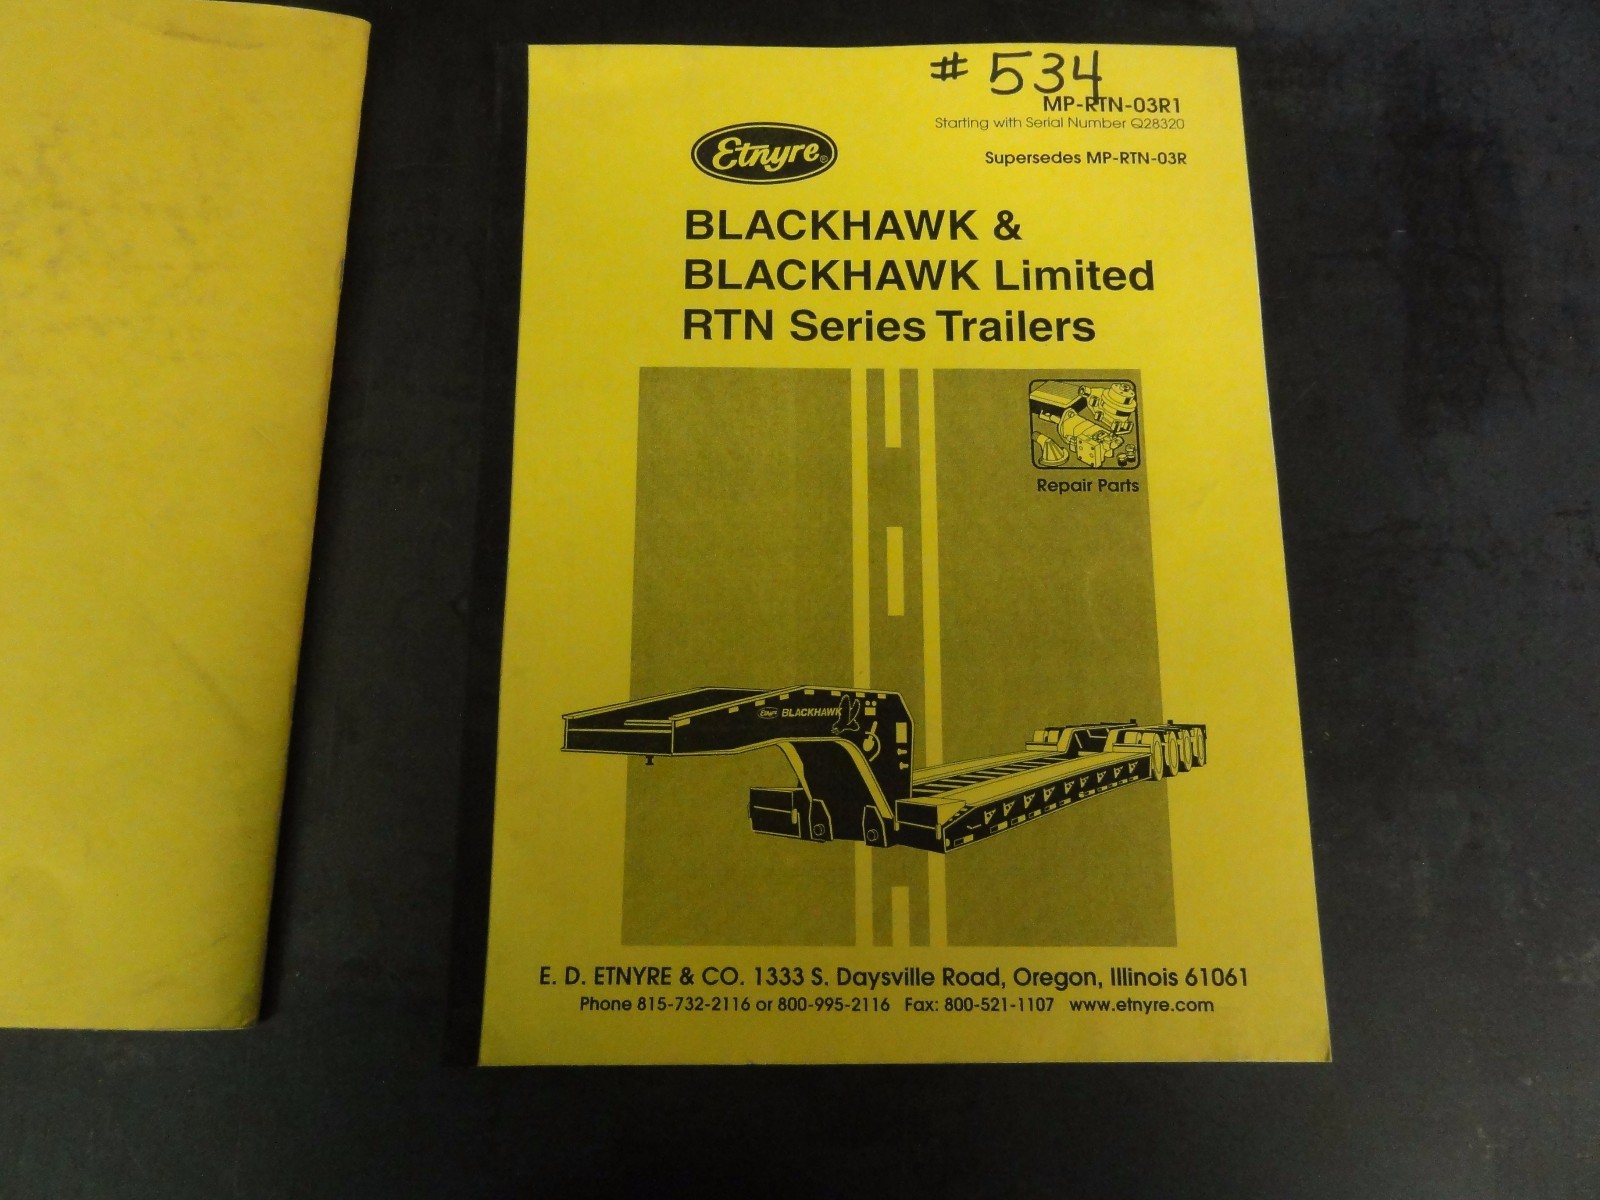 # 534
MP-RTN-03R1
Starting with Serial Number Q28320
Supersedes MP-RTN-03R
Etnyre®
BLACKHAWK &
BLACKHAWK Limited
RTN Series Trailers
Repair Parts
Etnyre BLACKHAWK
E. D. ETNYRE & CO. 1333 S. Daysville Road, Oregon, Illinois 61061
Phone 815-732-2116 or 800-995-2116 Fax: 800-521-1107 www.etnyre.com